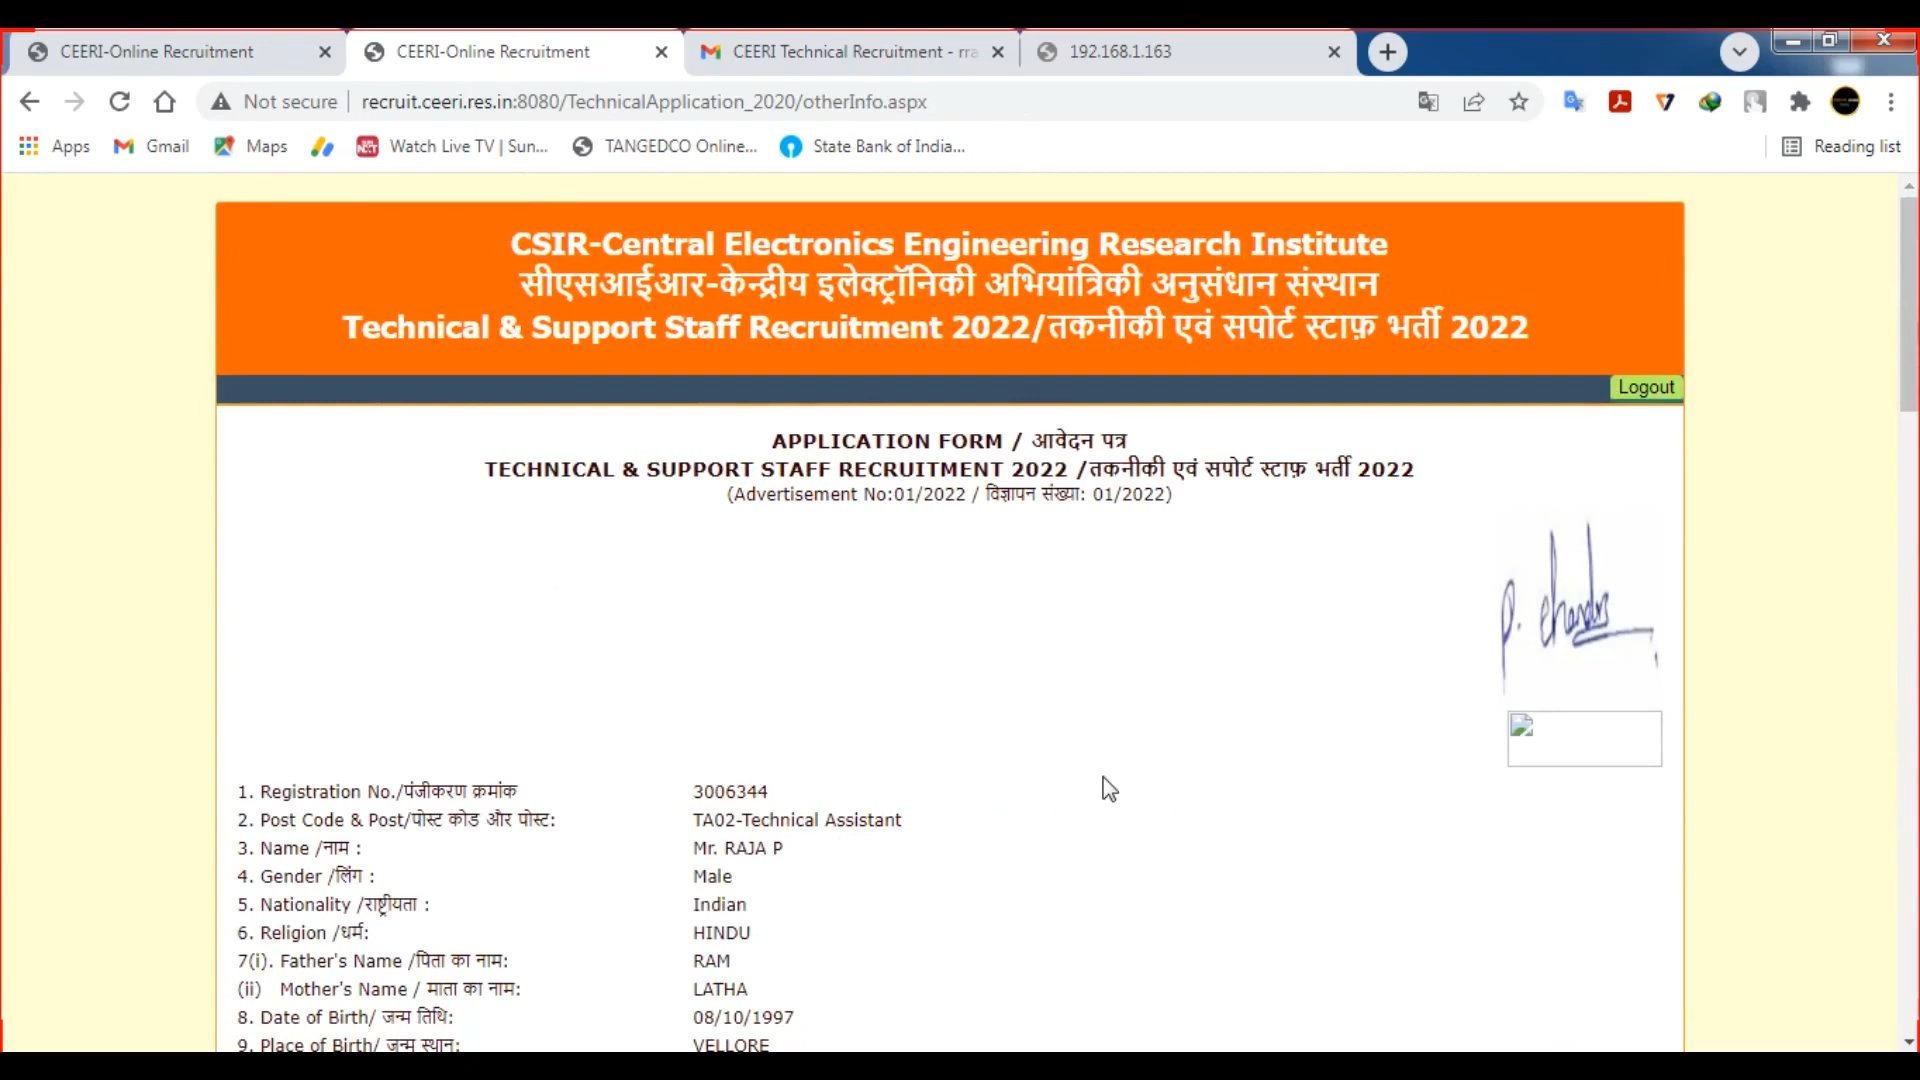 CEERI-Online Recruitment
CEERI-Online Recruitment
CEERI Technical Recruitment - rra
192.168.1.163
Not secure
recruit.ceeri.res.in:8080/TechnicalApplication_2020/otherInfo.aspx
Apps
Gmail
Maps
Watch Live TV | Sun...
TANGEDCO Online...
State Bank of India...
Reading list
CSIR-Central Electronics Engineering Research Institute
सीएसआईआर-केन्द्रीय इलेक्ट्रॉनिकी अभियांत्रिकी अनुसंधान संस्थान
Technical & Support Staff Recruitment 2022/तकनीकी एवं सपोर्ट स्टाफ़ भर्ती 2022
Logout
APPLICATION FORM / आवेदन पत्र
TECHNICAL & SUPPORT STAFF RECRUITMENT 2022 /तकनीकी एवं सपोर्ट स्टाफ़ भर्ती 2022
(Advertisement No:01/2022 / विज्ञापन संख्या: 01/2022)
1. Registration No./पंजीकरण क्रमांक 3006344
2. Post Code & Post/पोस्ट कोड और पोस्ट: TA02-Technical Assistant
3. Name /नाम : Mr. RAJA P
4. Gender /लिंग : Male
5. Nationality /राष्ट्रीयता : Indian
6. Religion /धर्म: HINDU
7(i). Father's Name /पिता का नाम: RAM
(ii) Mother's Name / माता का नाम: LATHA
8. Date of Birth/ जन्म तिथि: 08/10/1997
9. Place of Birth/ जन्म स्थान: VELLORE